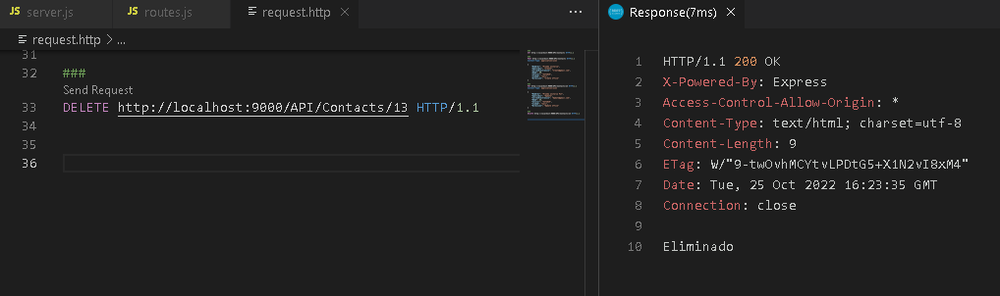 JS server.js
JS routes.js
request.http
...
Response(7ms)
request.http > ...
31
32 ###
Send Request
33 DELETE http://localhost:9000/API/Contacts/13 HTTP/1.1
34
35
36
1 HTTP/1.1 200 OK
2 X-Powered-By: Express
3 Access-Control-Allow-Origin: *
4 Content-Type: text/html; charset=utf-8
5 Content-Length: 9
6 ETag: W/"9-twOvhMCYtvLPDtG5+X1N2vI8xM4"
7 Date: Tue, 25 Oct 2022 16:23:35 GMT
8 Connection: close
9
10 Eliminado